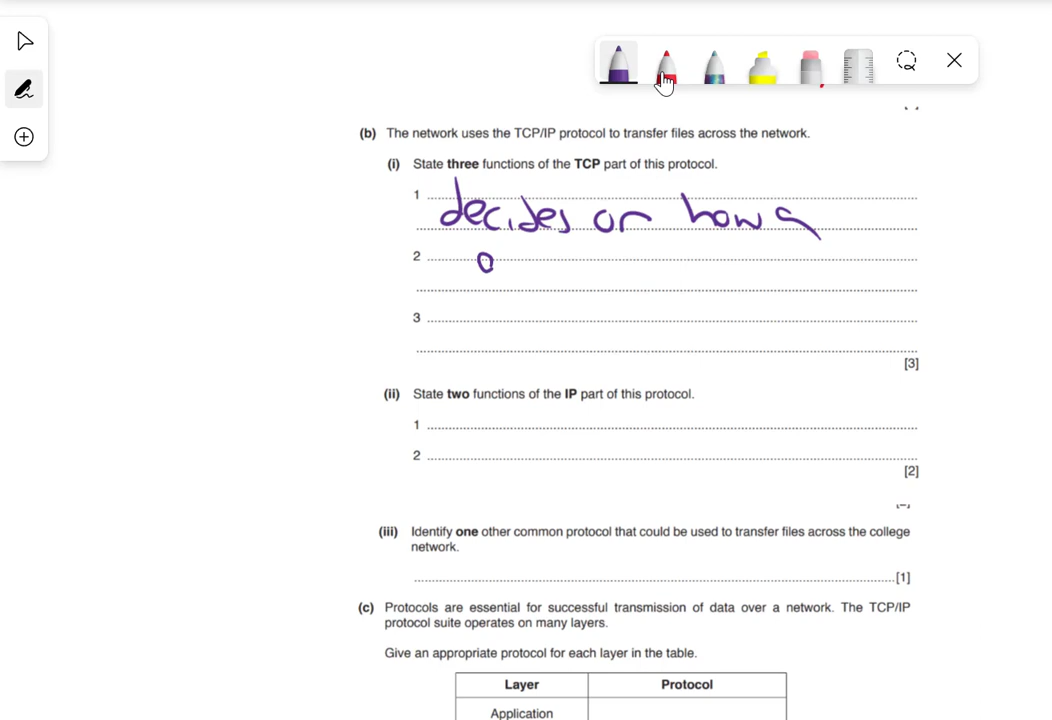 (b) The network uses the TCP/IP protocol to transfer files across the network.
(i) State three functions of the TCP part of this protocol.
1
decides on how a
2
3
[3]
(ii) State two functions of the IP part of this protocol.
1
2
[2]
(iii) Identify one other common protocol that could be used to transfer files across the college
network.
[1]
(c) Protocols are essential for successful transmission of data over a network. The TCP/IP
protocol suite operates on many layers.
Give an appropriate protocol for each layer in the table.
Layer Protocol
Application